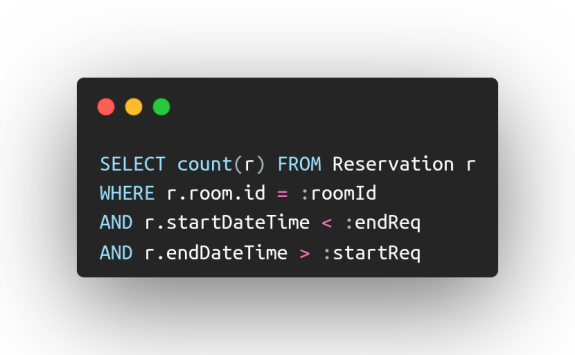 SELECT count(r) FROM Reservation r
WHERE r.room.id = :roomId
AND r.startDateTime < :endReq
AND r.endDateTime > :startReq